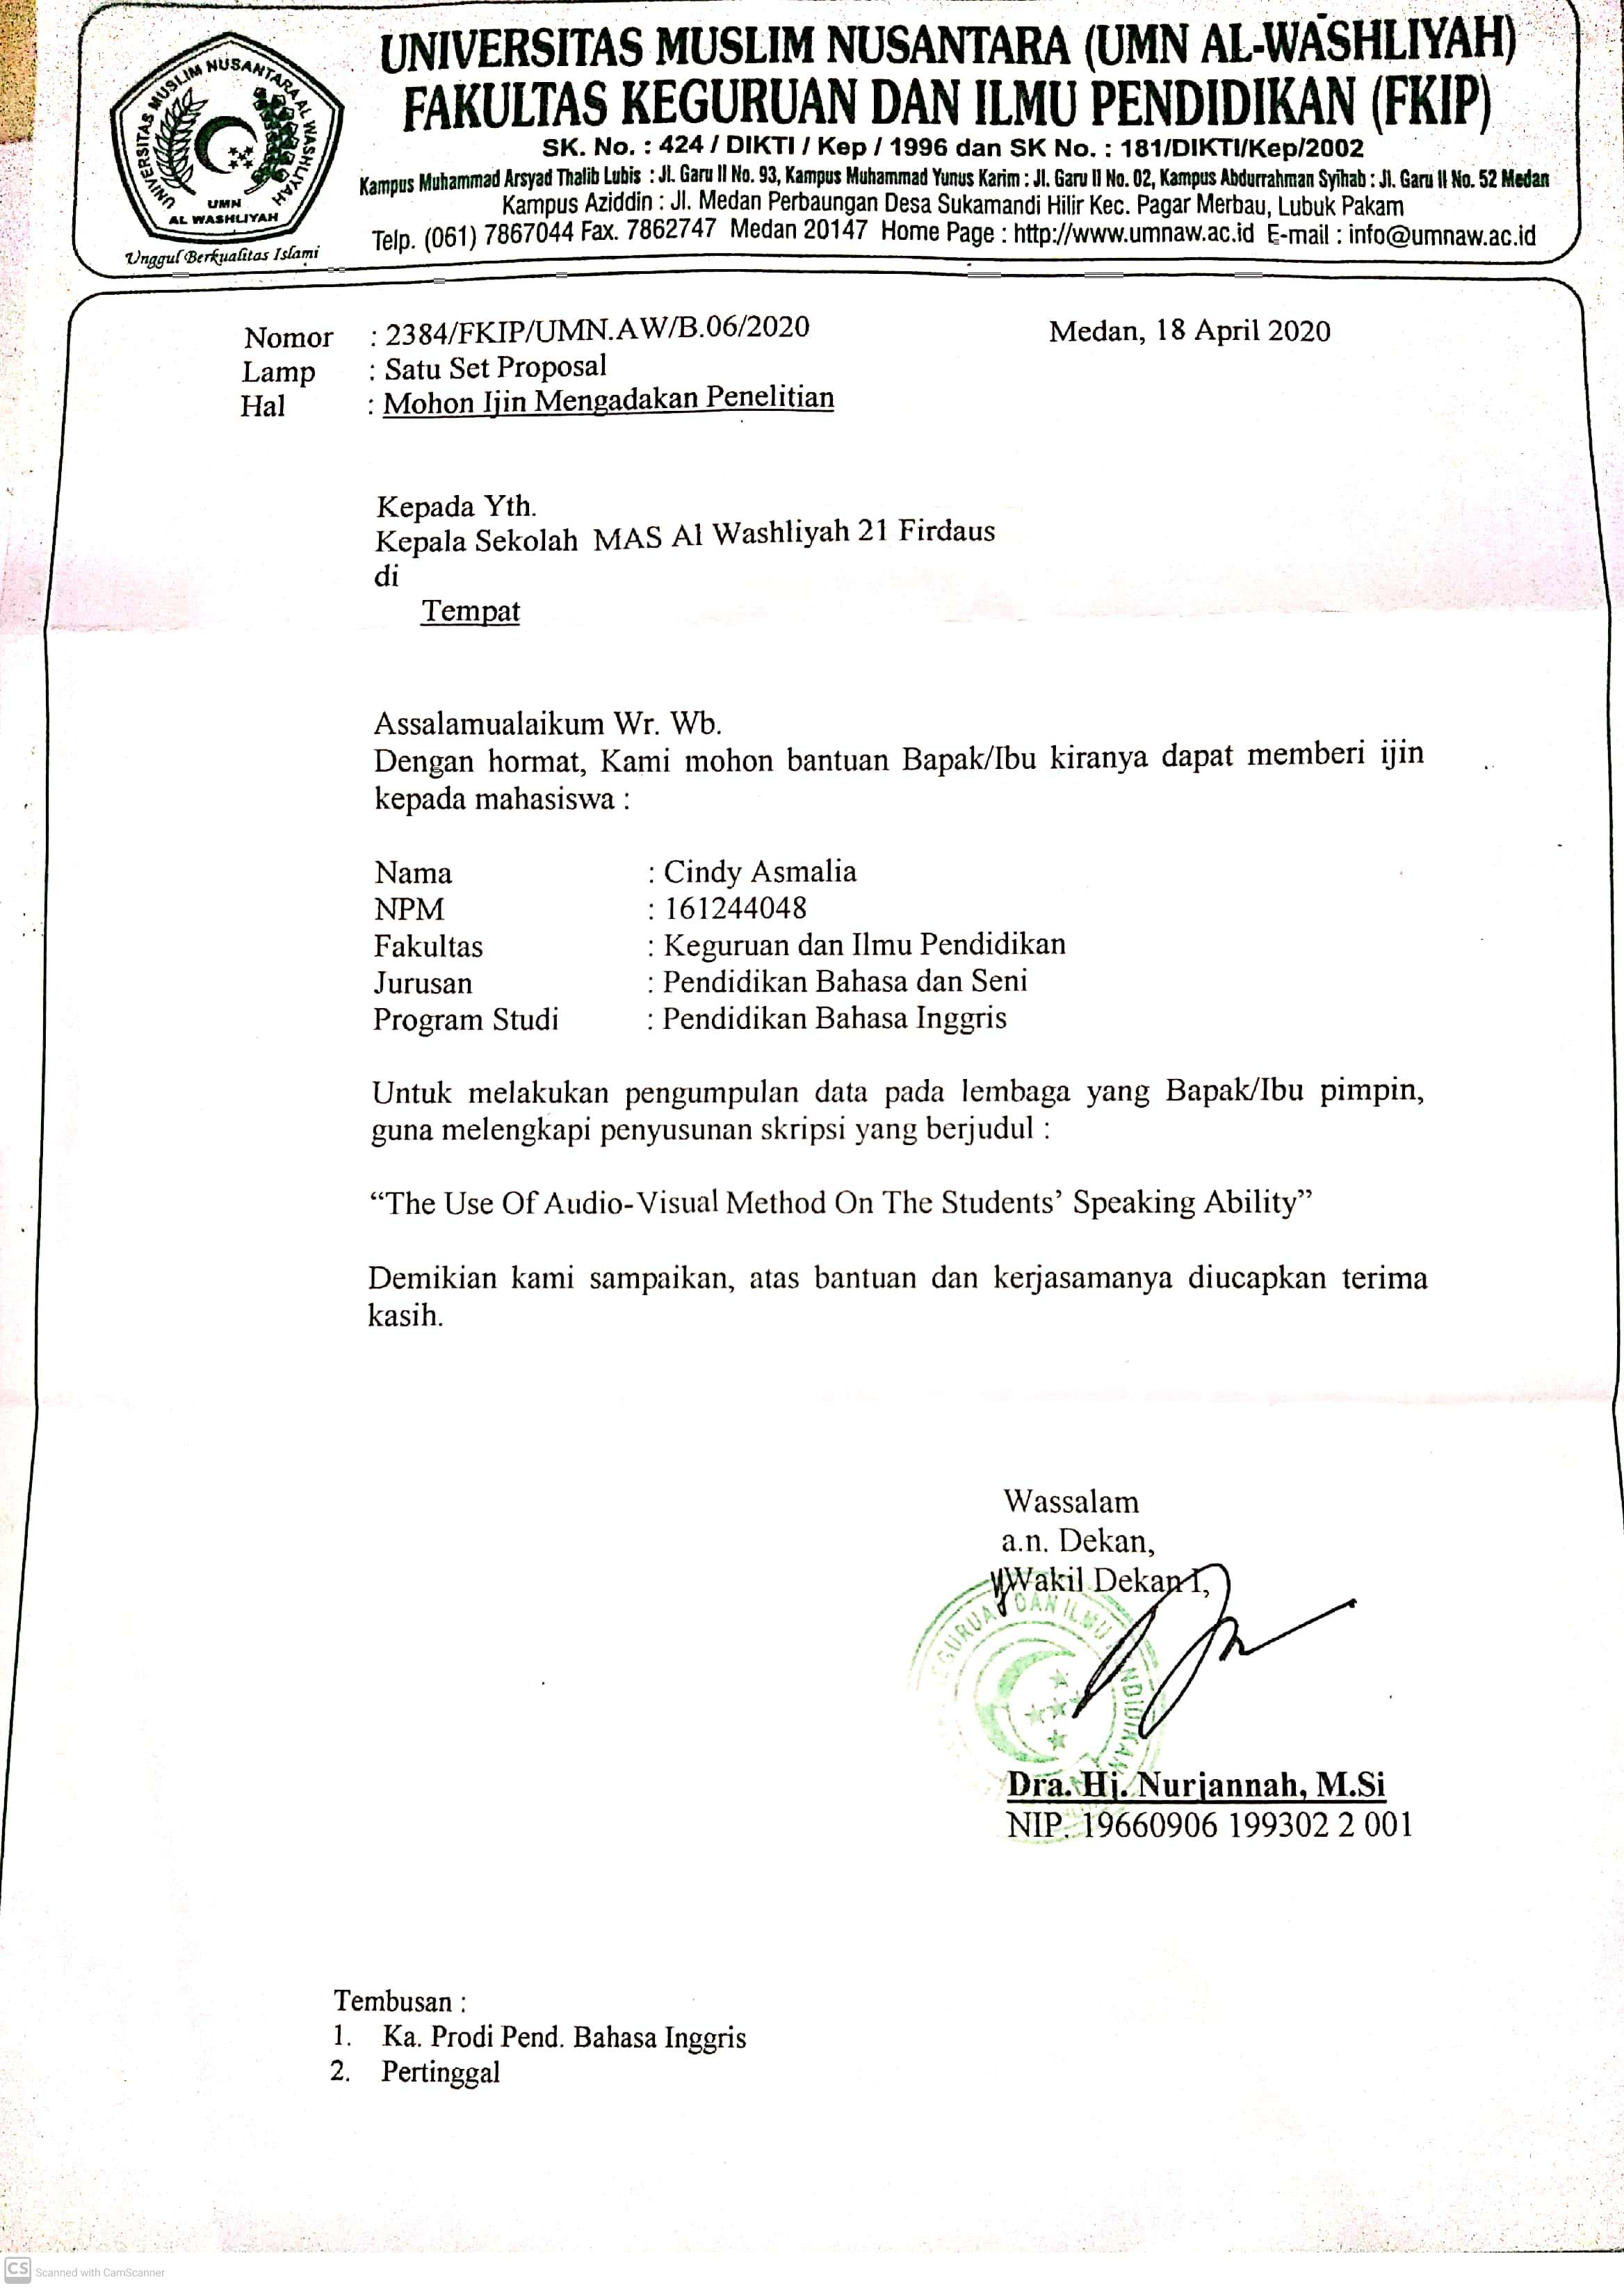 UNIVERSITAS MUSLIM NUSANTARA (UMN AL-WASHLIYAH)
FAKULTAS KEGURUAN DAN ILMU PENDIDIKAN (FKIP)
SK. No. : 424 / DIKTI / Kep / 1996 dan SK No. : 181/DIKTI/Kep/2002
Kampus Muhammad Arsyad Thalib Lubis : Jl. Garu II No. 93, Kampus Muhammad Yunus Karim : Jl. Garu II No. 02, Kampus Abdurrahman Syihab : Jl. Garu II No. 52 Medan
Kampus Aziddin : Jl. Medan Perbaungan Desa Sukamandi Hilir Kec. Pagar Merbau, Lubuk Pakam
Telp. (061) 7867044 Fax. 7862747 Medan 20147 Home Page : http://www.umnaw.ac.id E-mail : info@umnaw.ac.id
UNIVERSITAS MUSLIM NUSANTARA AL WASHLIYAH
UMN
AL WASHLIYAH
Unggul Berkualitas Islami
Nomor : 2384/FKIP/UMN.AW/B.06/2020 Medan, 18 April 2020
Lamp : Satu Set Proposal
Hal : Mohon Ijin Mengadakan Penelitian
Kepada Yth.
Kepala Sekolah MAS Al Washliyah 21 Firdaus
di
Tempat
Assalamualaikum Wr. Wb.
Dengan hormat, Kami mohon bantuan Bapak/Ibu kiranya dapat memberi ijin
kepada mahasiswa :
Nama : Cindy Asmalia
NPM : 161244048
Fakultas : Keguruan dan Ilmu Pendidikan
Jurusan : Pendidikan Bahasa dan Seni
Program Studi : Pendidikan Bahasa Inggris
Untuk melakukan pengumpulan data pada lembaga yang Bapak/Ibu pimpin,
guna melengkapi penyusunan skripsi yang berjudul :
“The Use Of Audio-Visual Method On The Students’ Speaking Ability”
Demikian kami sampaikan, atas bantuan dan kerjasamanya diucapkan terima
kasih.
Wassalam
a.n. Dekan,
Wakil Dekan I,
DAN ILMU
Dra. Hj. Nurjannah, M.Si
NIP. 19660906 199302 2 001
Tembusan :
1. Ka. Prodi Pend. Bahasa Inggris
2. Pertinggal
CS Scanned with CamScanner